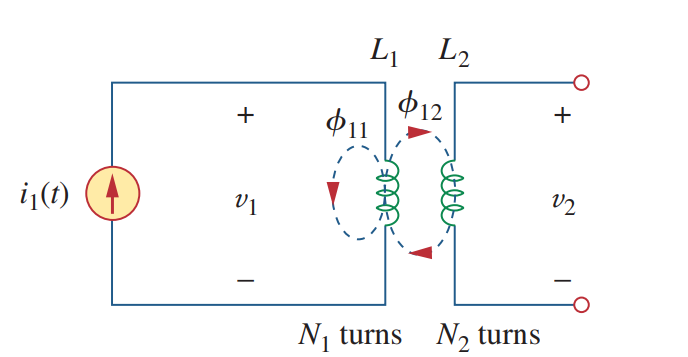 L₁ L₂
+ ϕ₁₁ ϕ₁₂ +
i₁(t) v₁ v₂
− −
N₁ turns N₂ turns